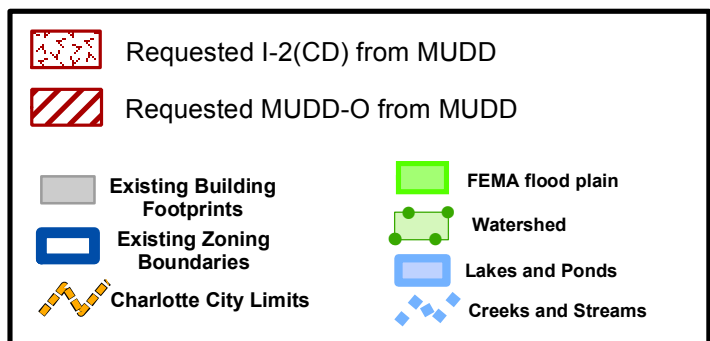 Requested I-2(CD) from MUDD
Requested MUDD-O from MUDD
Existing Building
Footprints
Existing Zoning
Boundaries
Charlotte City Limits
FEMA flood plain
Watershed
Lakes and Ponds
Creeks and Streams